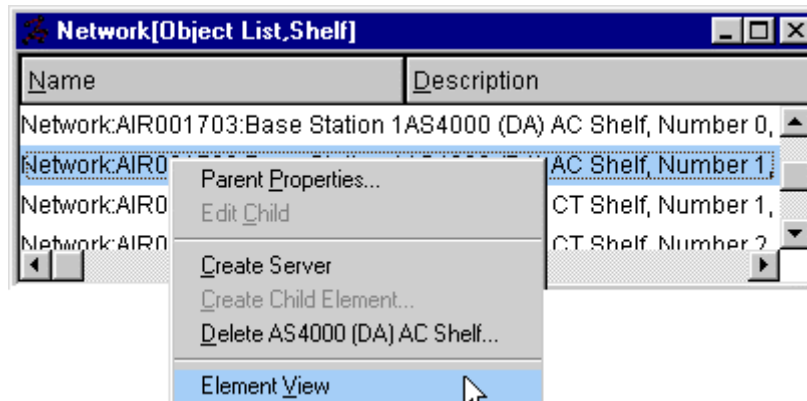 Network[Object List,Shelf]
Name Description
Network:AIR001703:Base Station 1AS4000 (DA) AC Shelf, Number 0,
Network:AIR0 AC Shelf, Number 1,
Parent Properties...
Network:AIR0 CT Shelf, Number 1,
Edit Child
Network:AIR0 CT Shelf, Number 2
Create Server
Create Child Element...
Delete AS4000 (DA) AC Shelf...
Element View